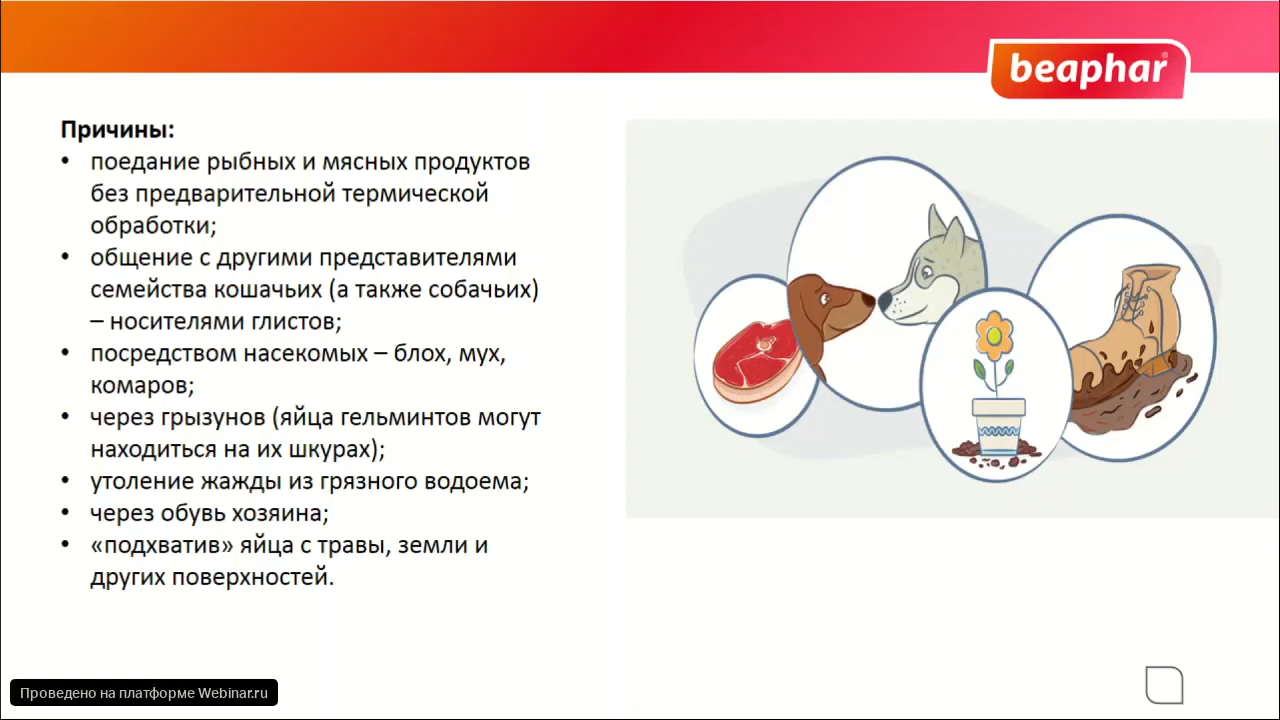 beaphar
Причины:
• поедание рыбных и мясных продуктов
без предварительной термической
обработки;
• общение с другими представителями
семейства кошачьих (а также собачьих)
– носителями глистов;
• посредством насекомых – блох, мух,
комаров;
• через грызунов (яйца гельминтов могут
находиться на их шкурах);
• утоление жажды из грязного водоема;
• через обувь хозяина;
• «подхватив» яйца с травы, земли и
других поверхностей.
Проведено на платформе Webinar.ru